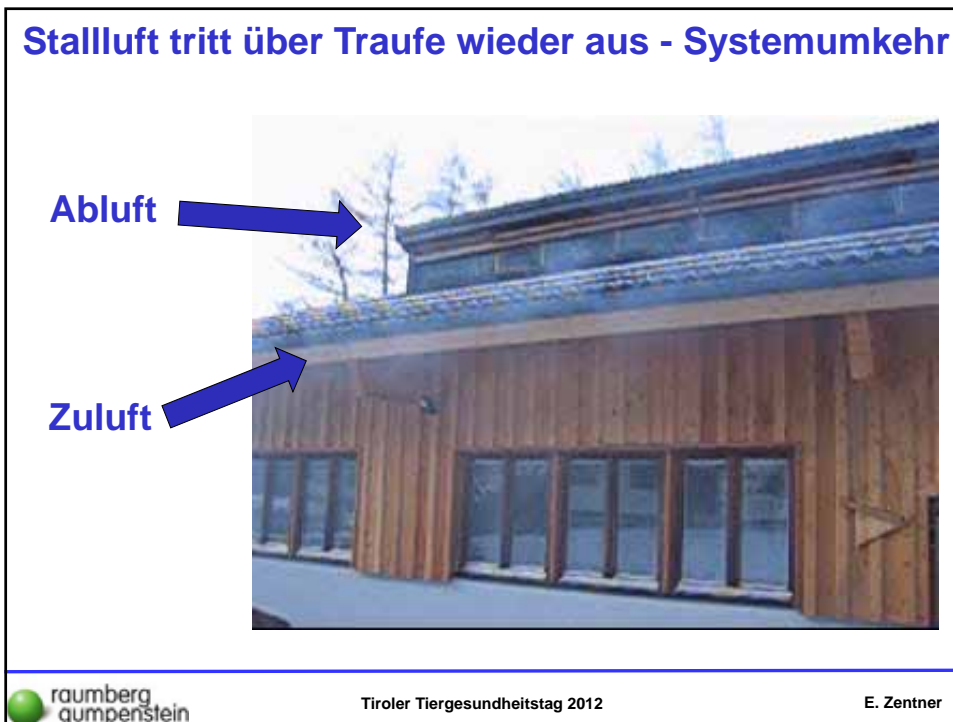 Stallluft tritt über Traufe wieder aus - Systemumkehr
Abluft
Zuluft
raumberg
gumpenstein
Tiroler Tiergesundheitstag 2012
E. Zentner